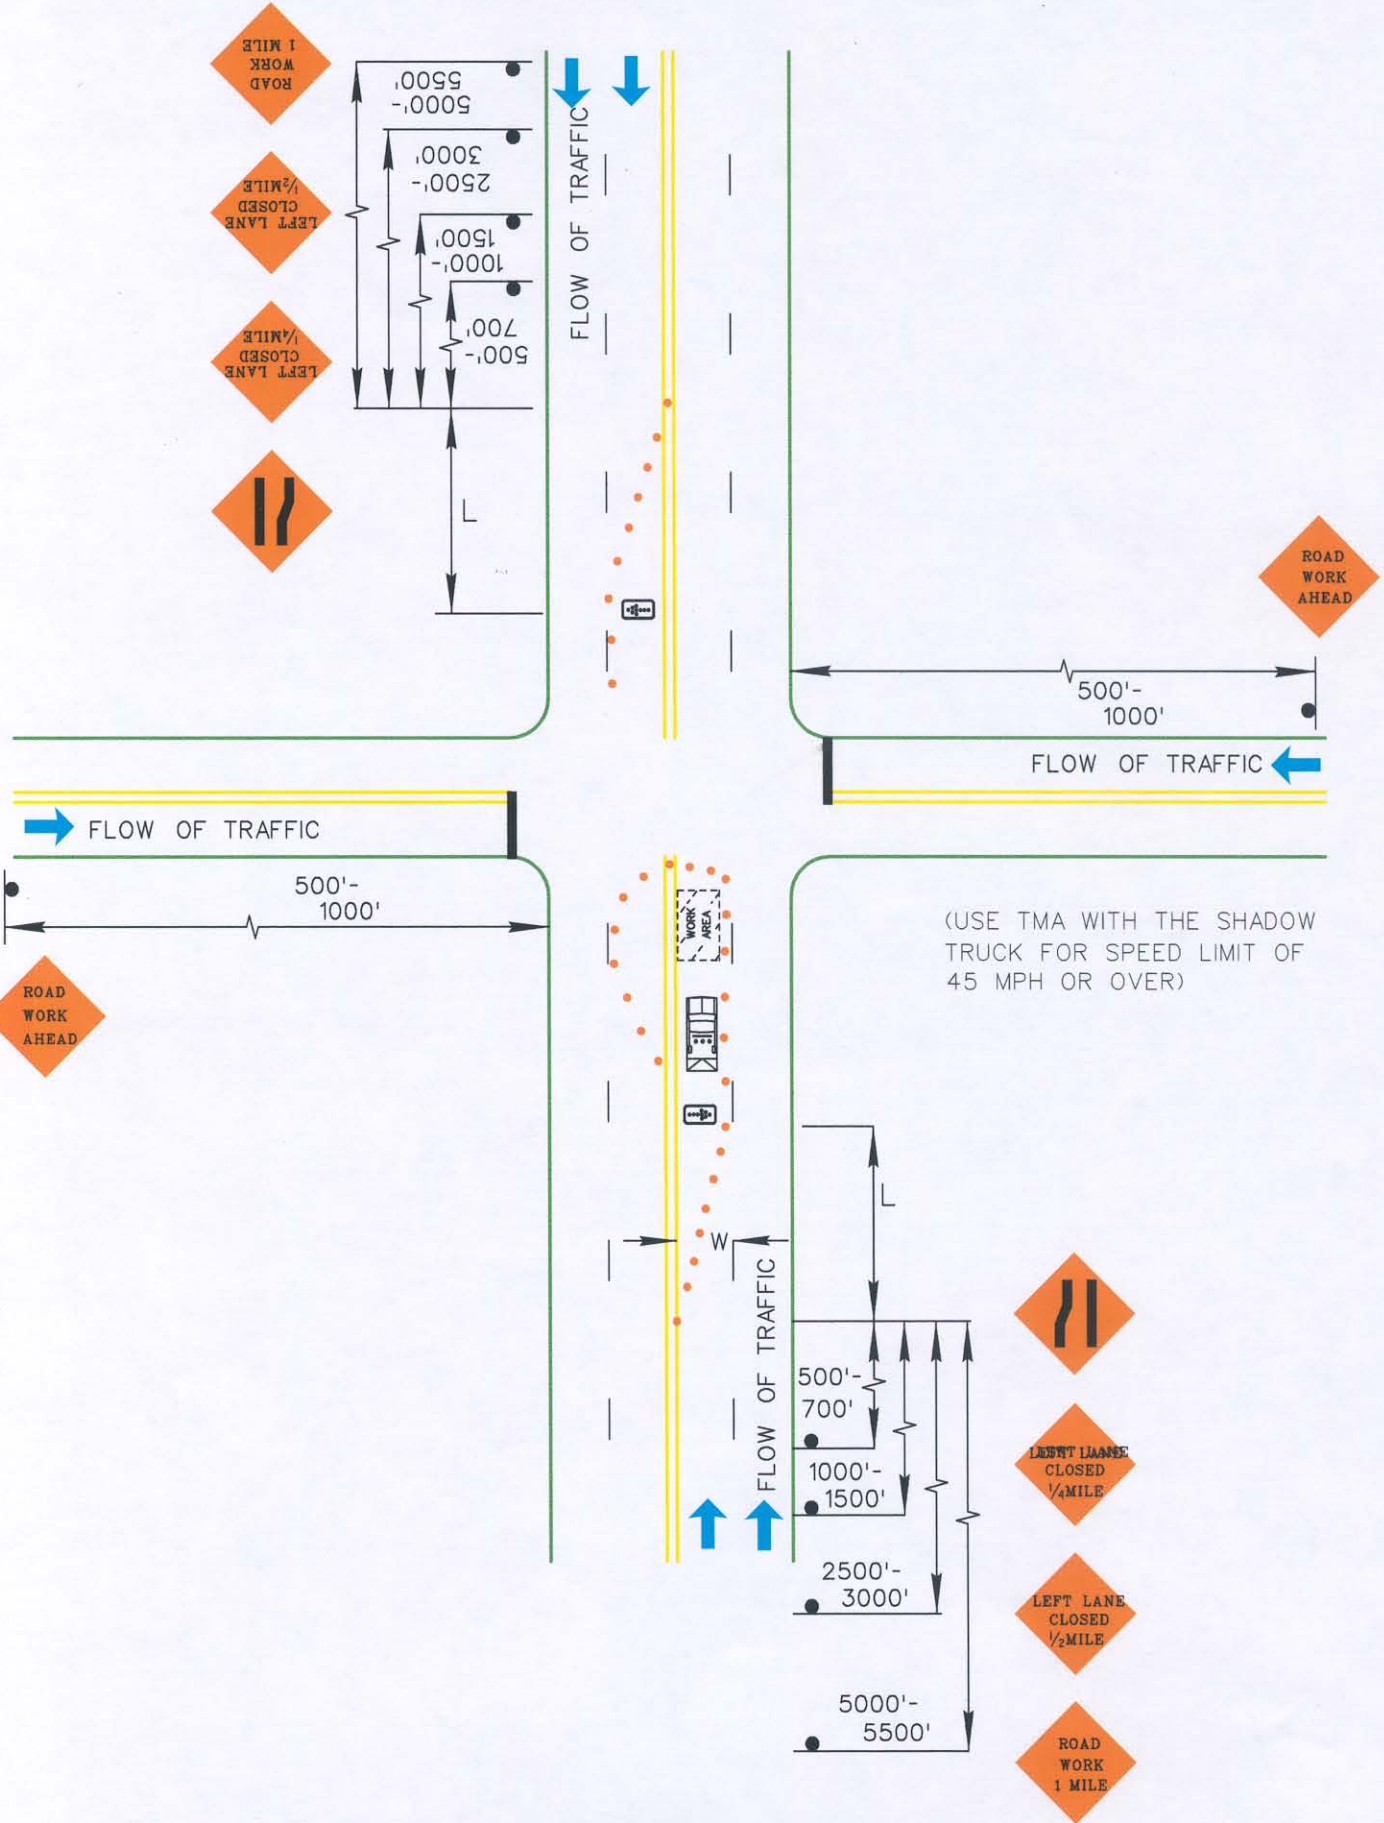 ROAD
WORK
1 MILE
LEFT LANE
CLOSED
1/2MILE
LEFT LANE
CLOSED
1/4MILE
5000'-
5500'
2500'-
3000'
1000'-
1500'
500'-
700'
L
FLOW OF TRAFFIC
ROAD
WORK
AHEAD
500'-
1000'
FLOW OF TRAFFIC
FLOW OF TRAFFIC
500'-
1000'
ROAD
WORK
AHEAD
WORK
AREA
(USE TMA WITH THE SHADOW
TRUCK FOR SPEED LIMIT OF
45 MPH OR OVER)
L
W
FLOW OF TRAFFIC
500'-
700'
1000'-
1500'
2500'-
3000'
5000'-
5500'
LANE
CLOSED
1/4MILE
LEFT LANE
CLOSED
1/2MILE
ROAD
WORK
1 MILE